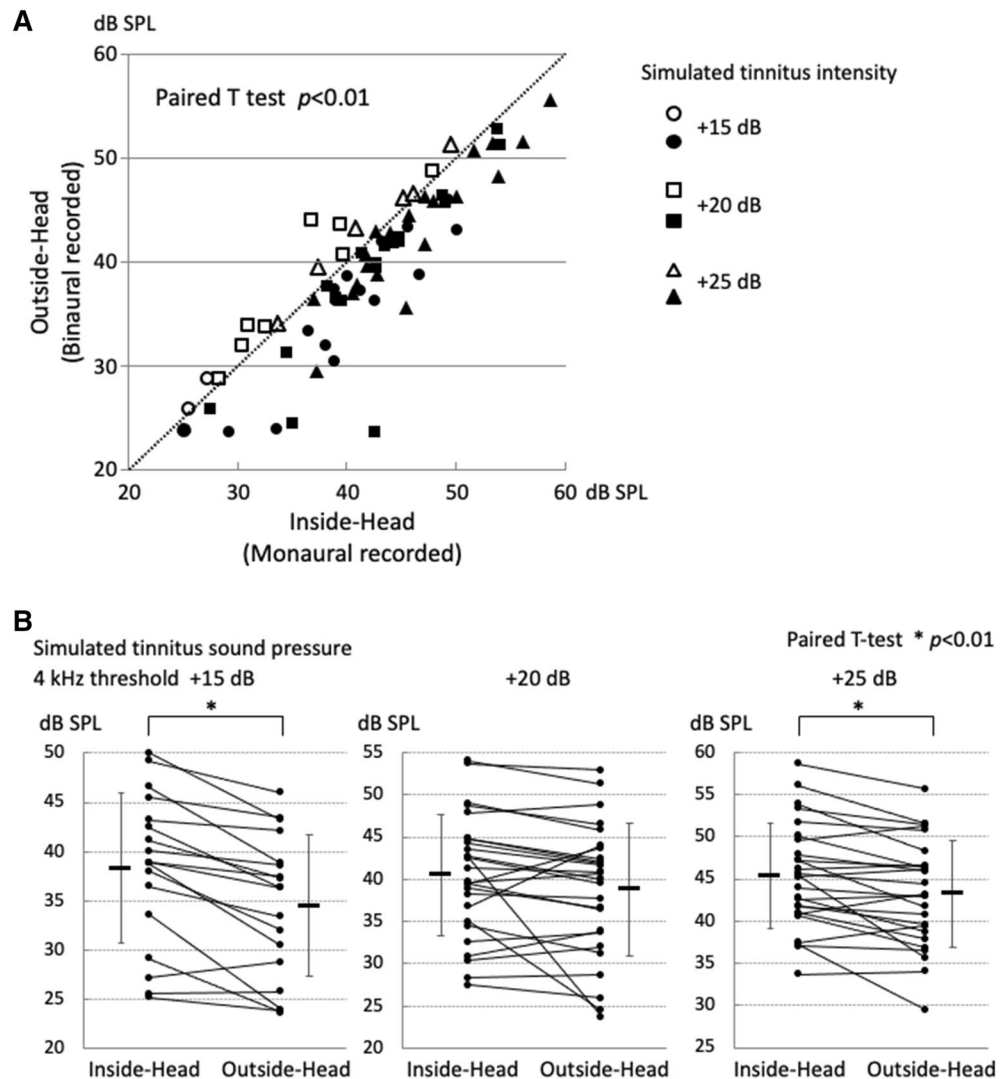 A
dB SPL
60
50
40
30
20
Paired T test p<0.01
Outside-Head
(Binaural recorded)
20 30 40 50 60 dB SPL
Inside-Head
(Monaural recorded)
Simulated tinnitus intensity
+15 dB
+20 dB
+25 dB
B
Simulated tinnitus sound pressure
Paired T-test * p<0.01
4 kHz threshold +15 dB
+20 dB
+25 dB
dB SPL
*
50
45
40
35
30
25
20
Inside-Head Outside-Head
dB SPL
55
50
45
40
35
30
25
20
Inside-Head Outside-Head
dB SPL
*
60
55
50
45
40
35
30
25
Inside-Head Outside-Head